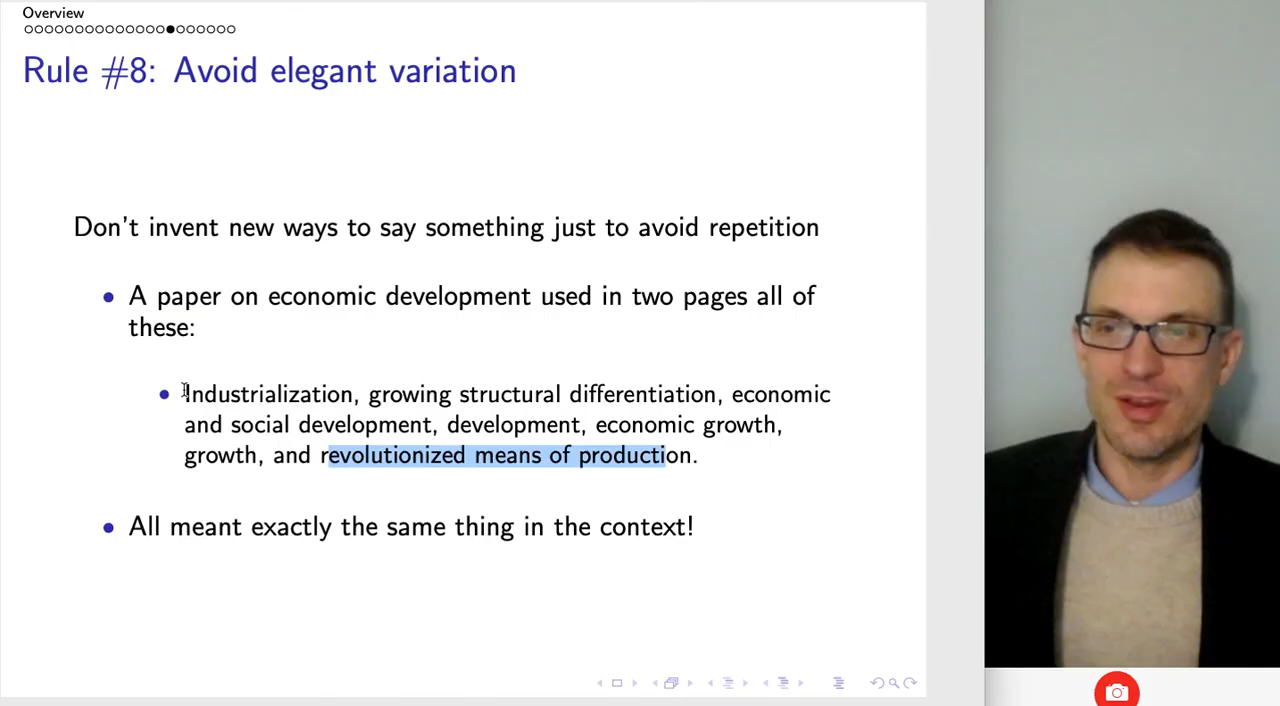 Overview
Rule #8: Avoid elegant variation
Don't invent new ways to say something just to avoid repetition
A paper on economic development used in two pages all of
these:
Industrialization, growing structural differentiation, economic
and social development, development, economic growth,
growth, and revolutionized means of production.
All meant exactly the same thing in the context!